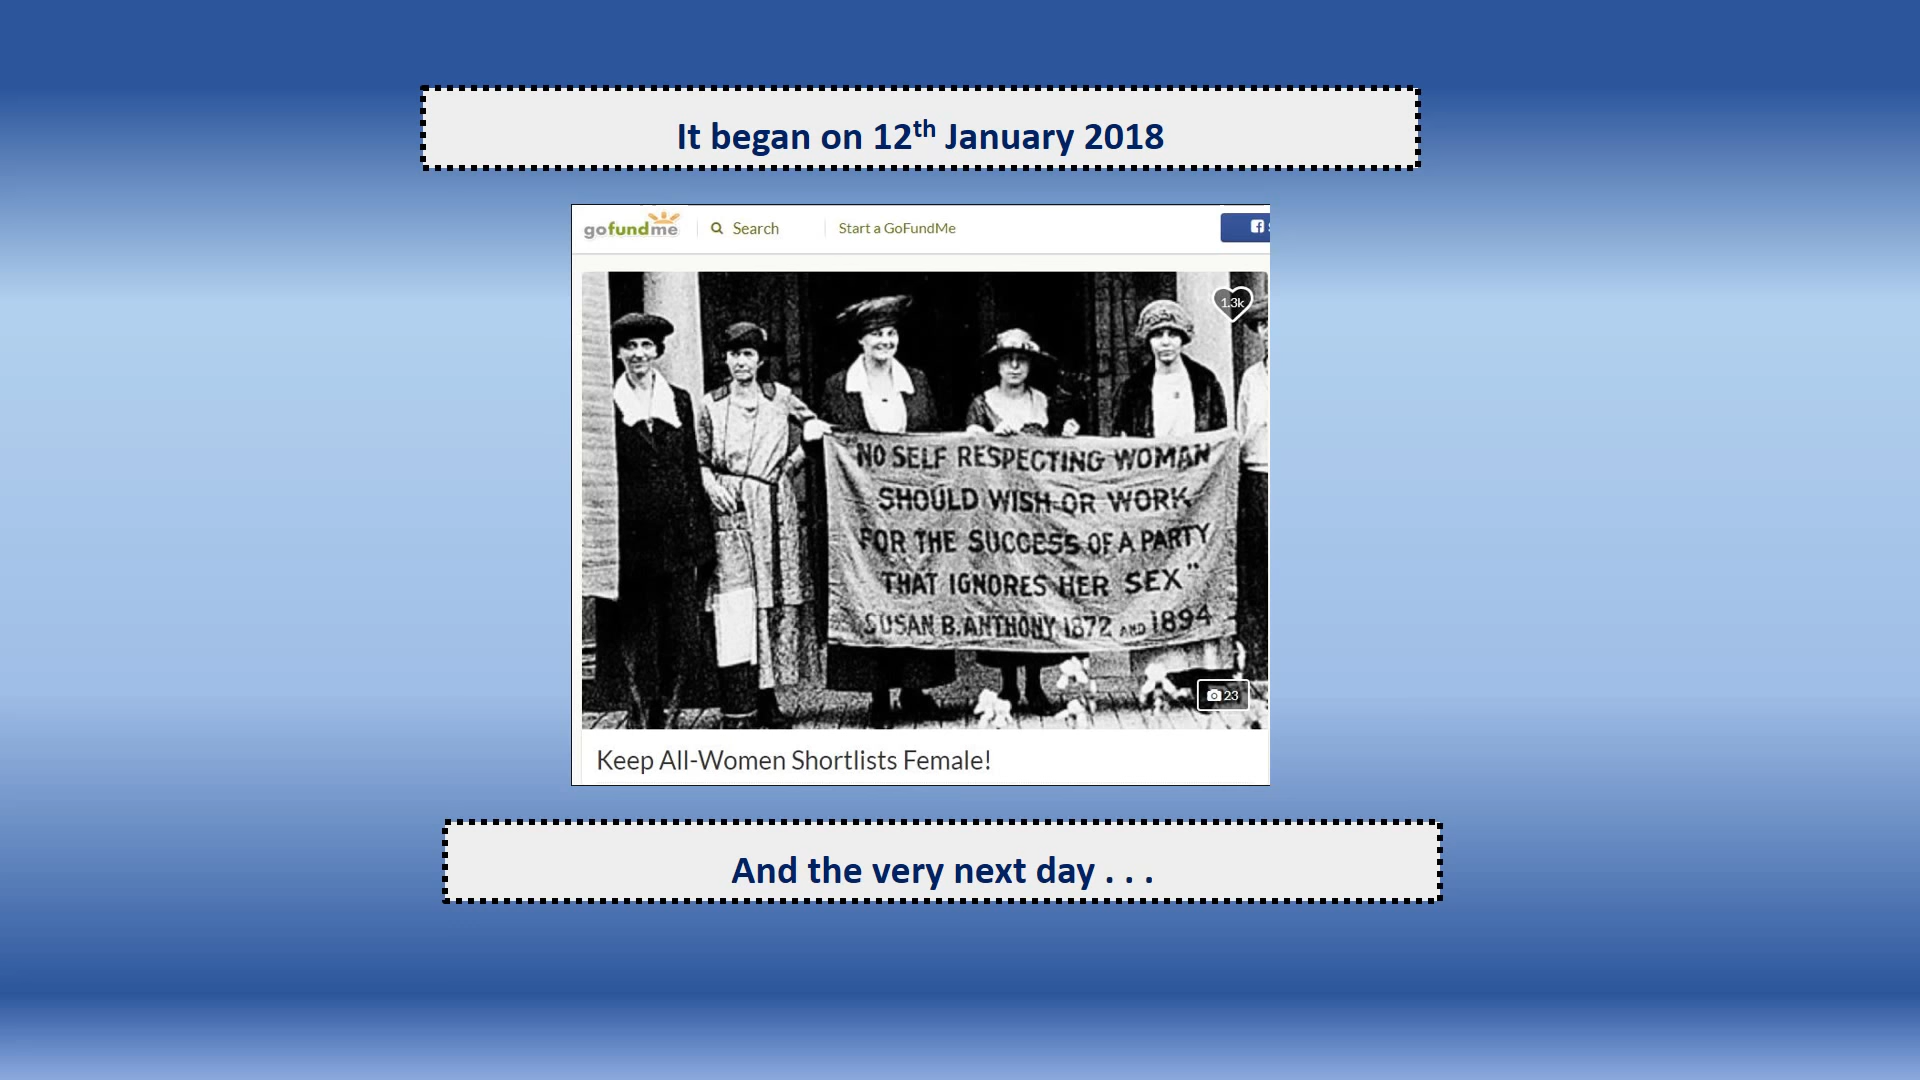 It began on 12th January 2018
gofundme Search Start a GoFundMe
1.3k
NO SELF RESPECTING WOMAN
SHOULD WISH OR WORK
FOR THE SUCCESS OF A PARTY
THAT IGNORES HER SEX"
SUSAN B. ANTHONY 1872 AND 1894
23
Keep All-Women Shortlists Female!
And the very next day . . .